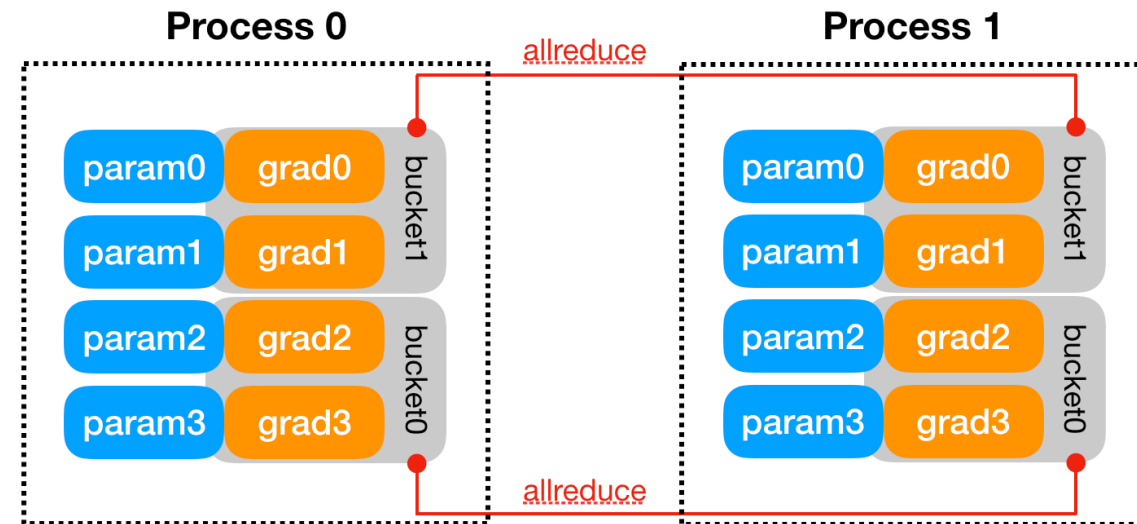 Process 0
Process 1
allreduce
param0 grad0
param1 grad1
bucket1
param2 grad2
param3 grad3
bucket0
param0 grad0
param1 grad1
bucket1
param2 grad2
param3 grad3
bucket0
allreduce